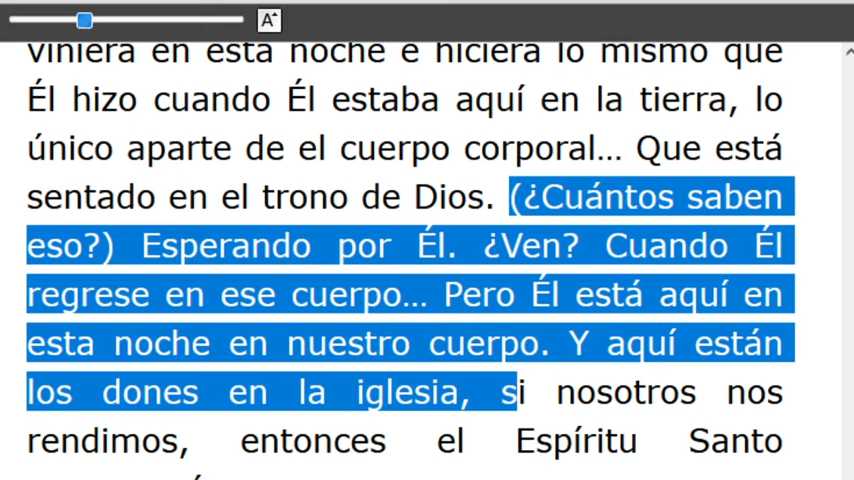 A
viniera en esta noche e hiciera lo mismo que
Él hizo cuando Él estaba aquí en la tierra, lo
único aparte de el cuerpo corporal... Que está
sentado en el trono de Dios. (¿Cuántos saben
eso?) Esperando por Él. ¿Ven? Cuando Él
regrese en ese cuerpo... Pero Él está aquí en
esta noche en nuestro cuerpo. Y aquí están
los dones en la iglesia, si nosotros nos
rendimos, entonces el Espíritu Santo